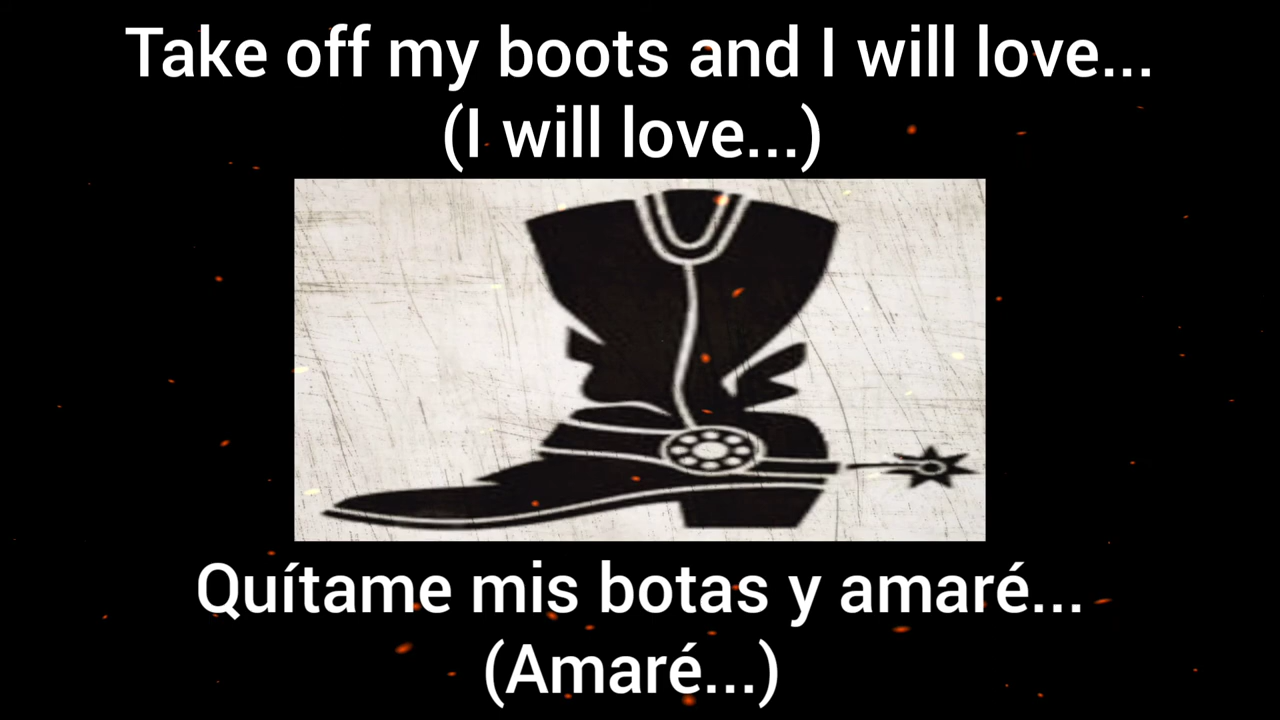 Take off my boots and I will love...
(I will love...)
Quítame mis botas y amaré...
(Amaré...)